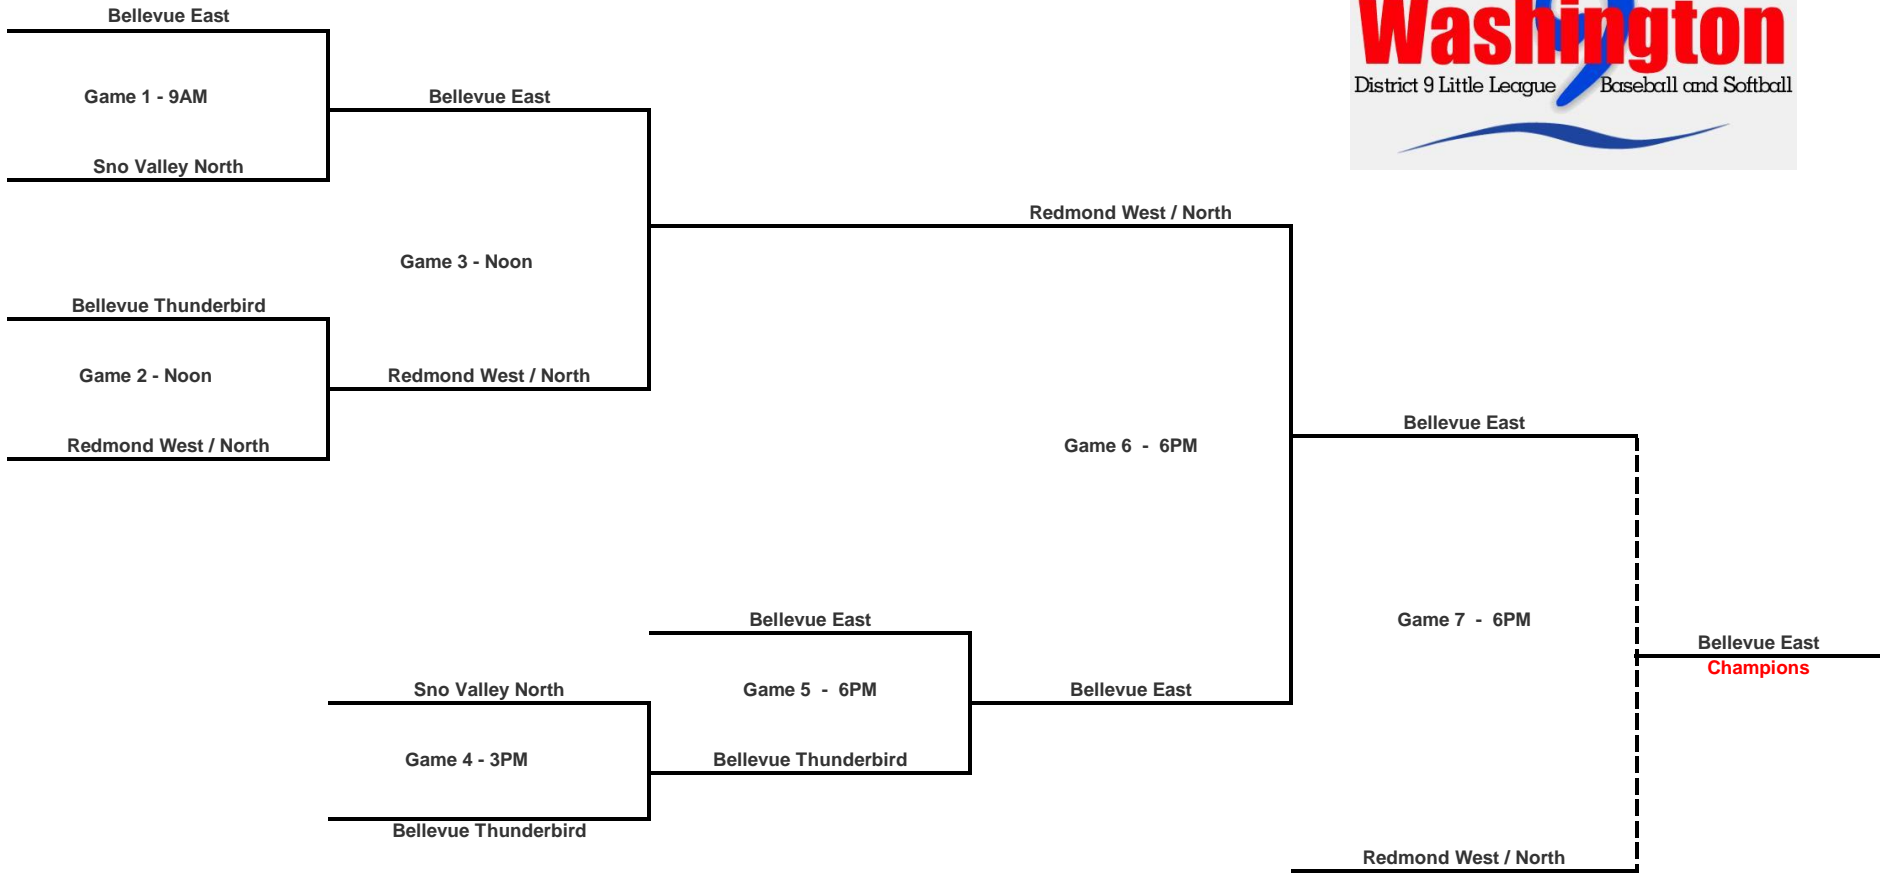 Bellevue East
Washington
District 9 Little League Baseball and Softball
Game 1 - 9AM
Bellevue East
Sno Valley North
Redmond West / North
Game 3 - Noon
Bellevue Thunderbird
Game 2 - Noon
Redmond West / North
Bellevue East
Redmond West / North
Game 6 - 6PM
Bellevue East
Game 7 - 6PM
Bellevue East
Champions
Sno Valley North
Game 5 - 6PM
Bellevue East
Game 4 - 3PM
Bellevue Thunderbird
Bellevue Thunderbird
Redmond West / North